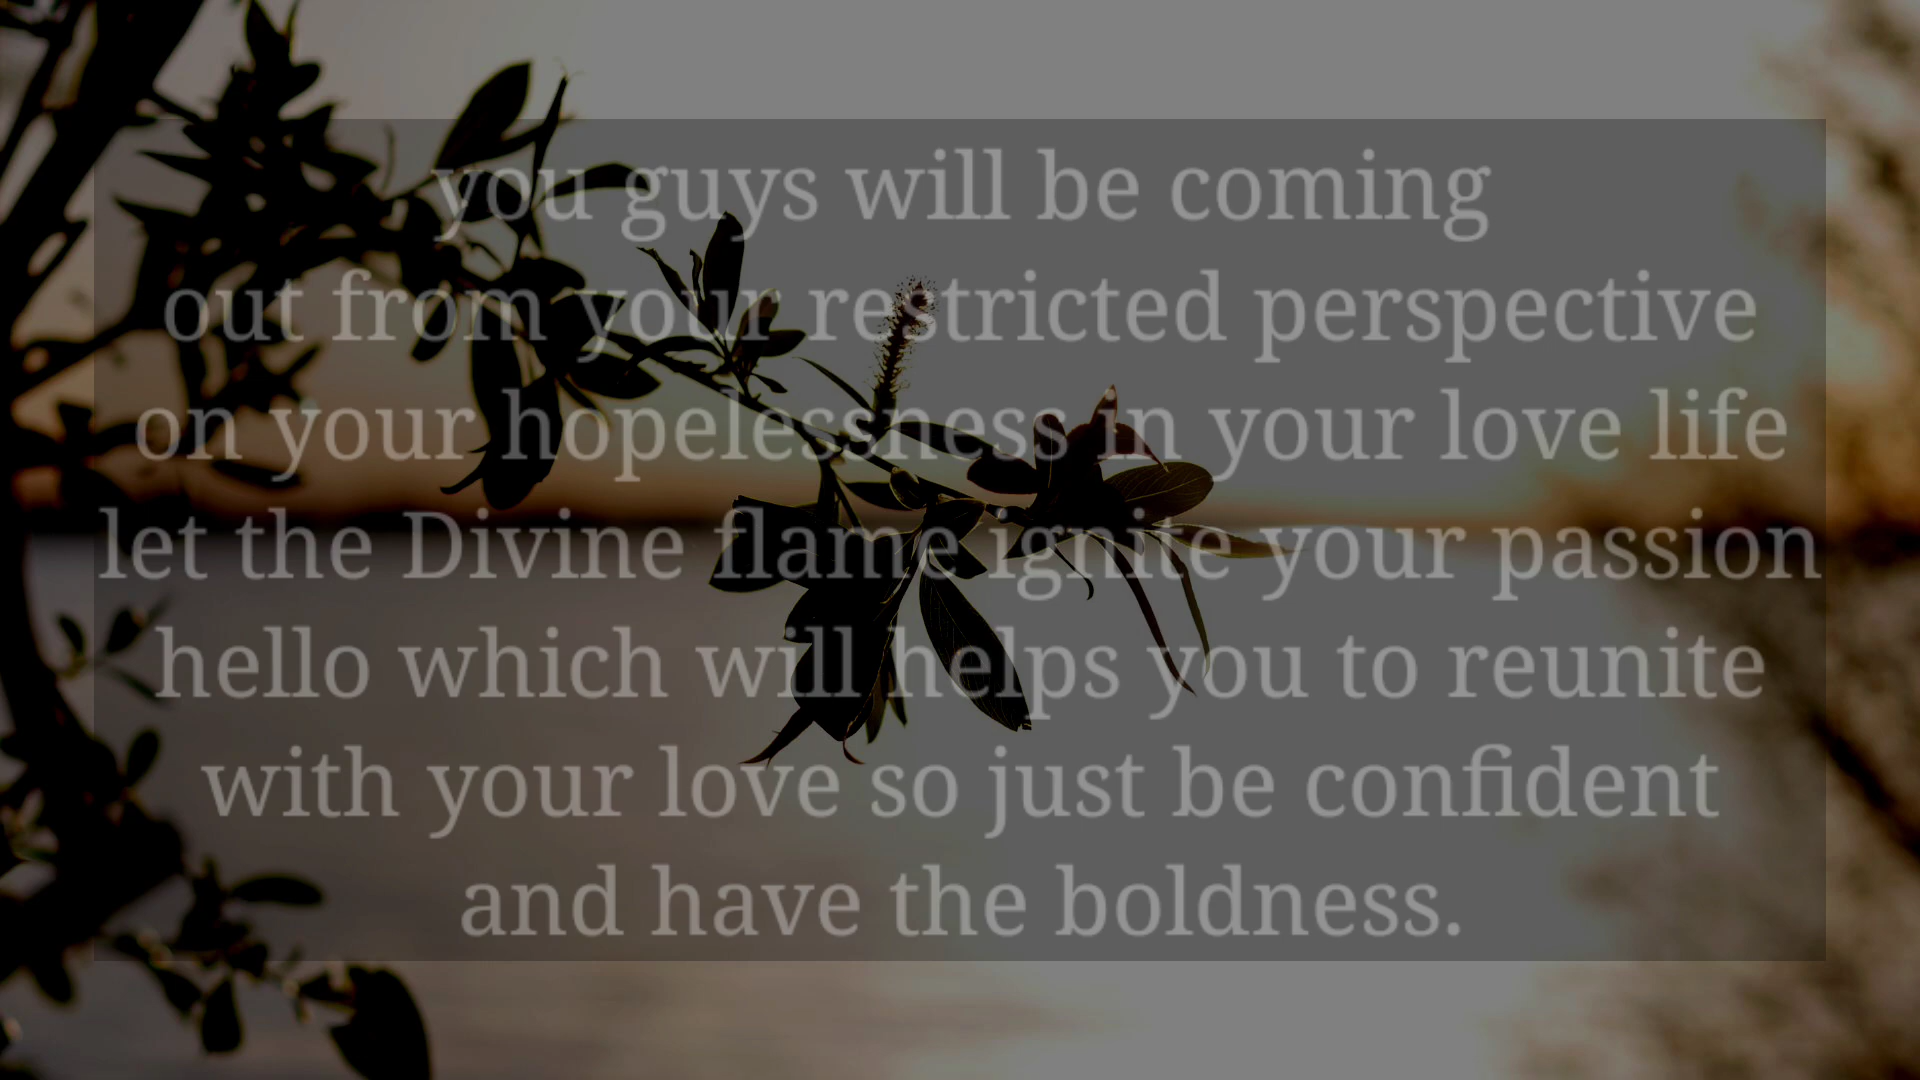 you guys will be coming
out from your restricted perspective
on your hopelessness in your love life
let the Divine flame ignite your passion
hello which will helps you to reunite
with your love so just be confident
and have the boldness.